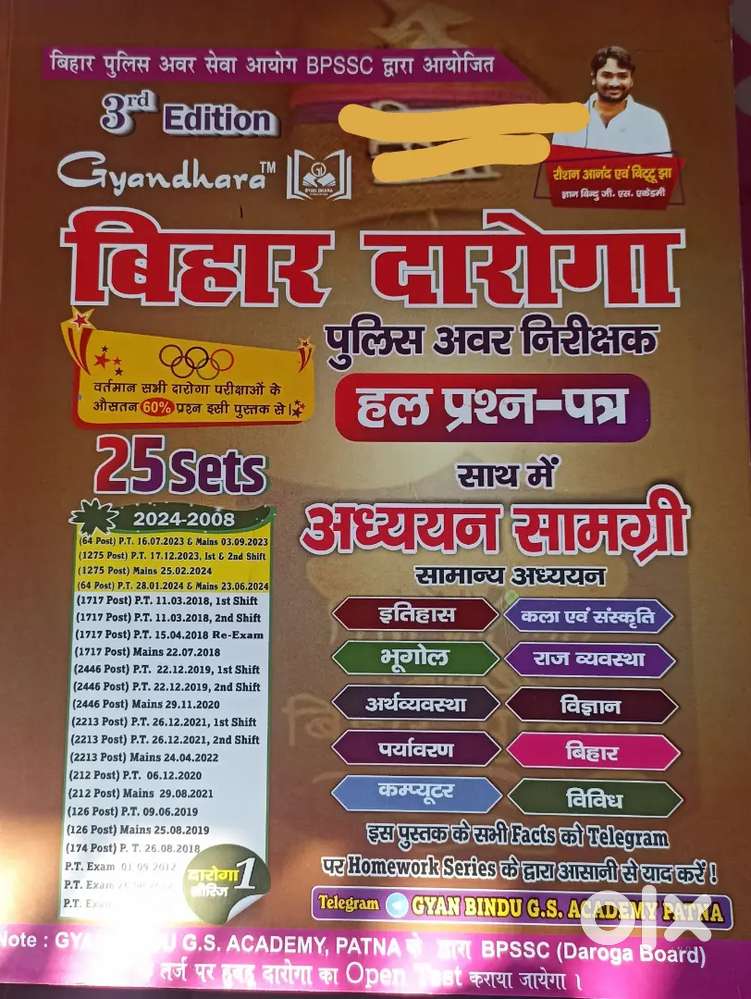 बिहार पुलिस अवर सेवा आयोग BPSSC द्वारा आयोजित
3rd Edition
Gyandhara™
रौशन आनंद एवं बिट्टू झा
ज्ञान बिन्दु जी. एस. एकेडमी
बिहार दारोगा
पुलिस अवर निरीक्षक
वर्तमान सभी दारोगा परीक्षाओं के
औसतन 60% प्रश्न इसी पुस्तक से।
हल प्रश्न-पत्र
25 Sets
साथ में
अध्ययन सामग्री
सामान्य अध्ययन
2024-2008
(64 Post) P.T. 16.07.2023 & Mains 03.09.2023
(1275 Post) P.T. 17.12.2023, Ist & 2nd Shift
(1275 Post) Mains 25.02.2024
(64 Post) P.T. 28.01.2024 & Mains 23.06.2024
(1717 Post) P.T. 11.03.2018, 1st Shift
(1717 Post) P.T. 11.03.2018, 2nd Shift
(1717 Post) P.T. 15.04.2018 Re-Exam
(1717 Post) Mains 22.07.2018
(2446 Post) P.T. 22.12.2019, 1st Shift
(2446 Post) P.T. 22.12.2019, 2nd Shift
(2446 Post) Mains 29.11.2020
(2213 Post) P.T. 26.12.2021, 1st Shift
(2213 Post) P.T. 26.12.2021, 2nd Shift
(2213 Post) Mains 24.04.2022
(212 Post) P.T. 06.12.2020
(212 Post) Mains 29.08.2021
(126 Post) P.T. 09.06.2019
(126 Post) Mains 25.08.2019
(174 Post) P. T. 26.08.2018
P.T. Exam
P.T. Exam
P.T.
दारोगा
सीरिज 1
इतिहास
कला एवं संस्कृति
भूगोल
राज व्यवस्था
अर्थव्यवस्था
विज्ञान
पर्यावरण
बिहार
कम्प्यूटर
विविध
इस पुस्तक के सभी Facts को Telegram
पर Homework Series के द्वारा आसानी से याद करें !
Telegram GYAN BINDU G.S. ACADEMY PATNA
olx
Note : BINDU G.S. ACADEMY, PATNA के द्वारा BPSSC (Daroga Board)
तर्ज पर हूबहू दारोगा का Open Test कराया जायेगा ।